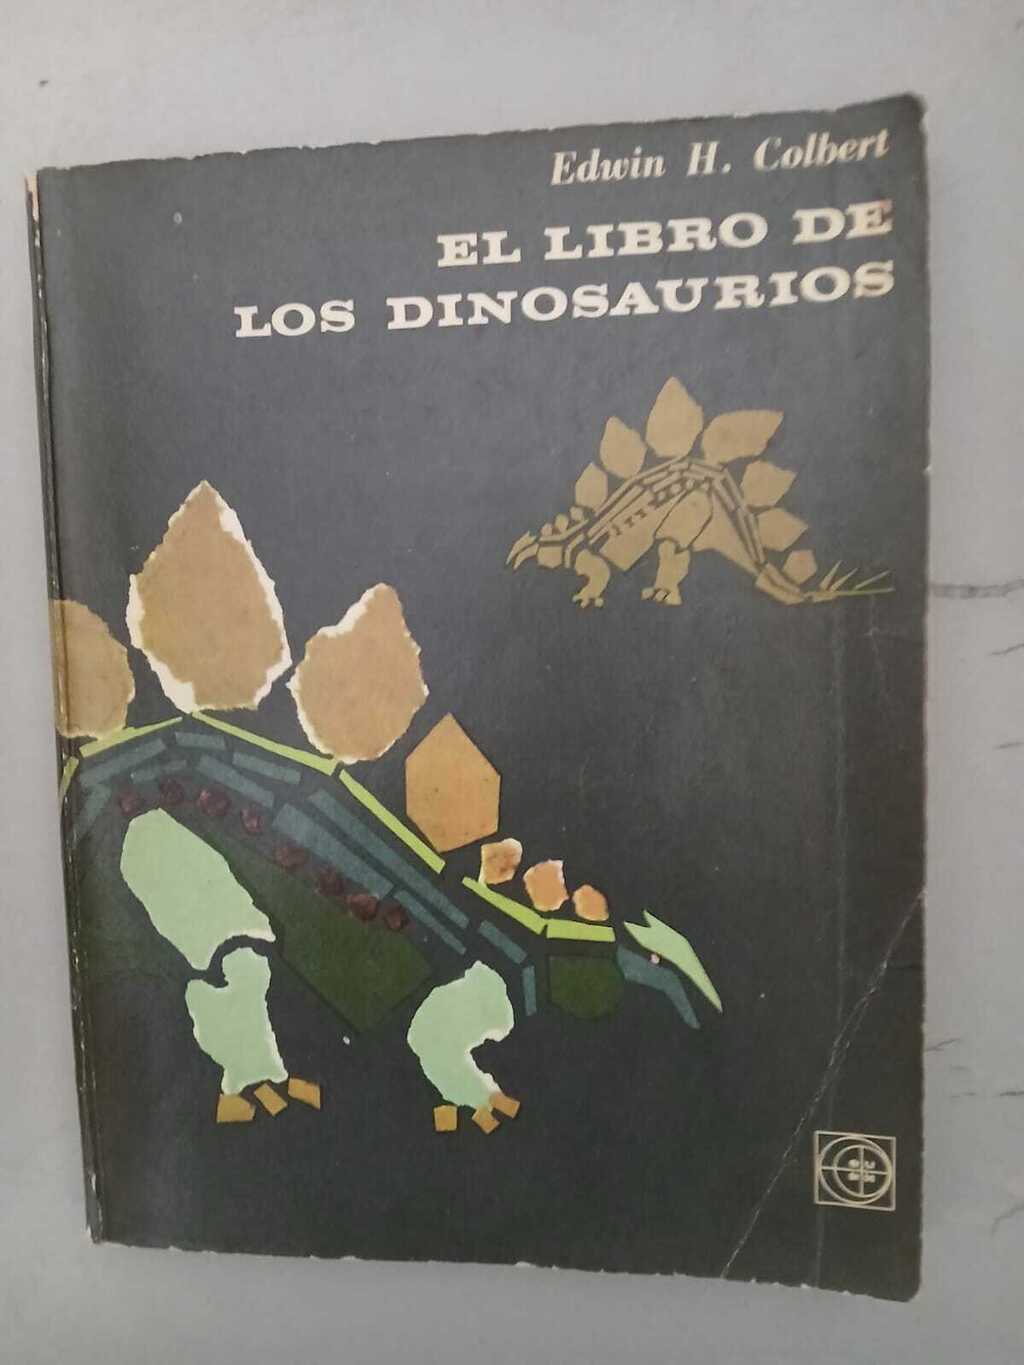 Edwin H. Colbert
EL LIBRO DE
LOS DINOSAURIOS